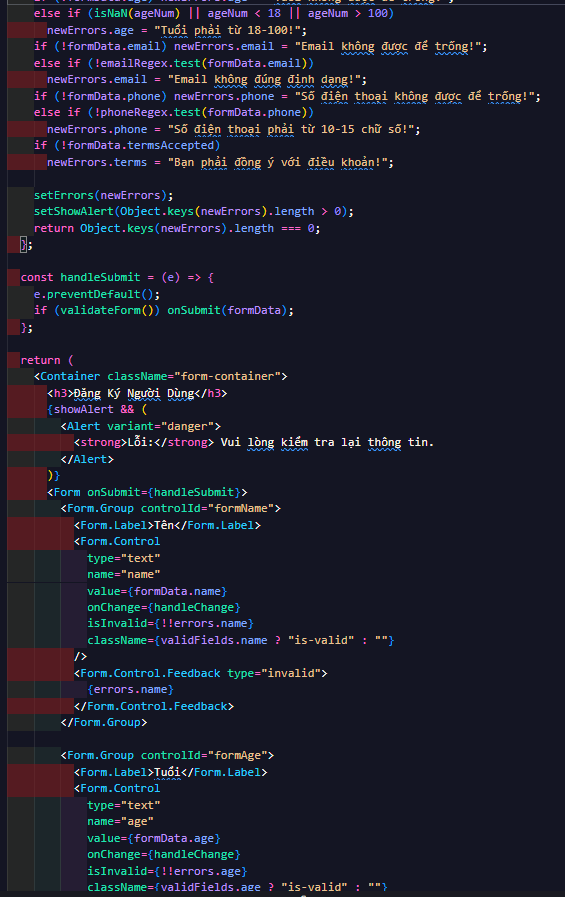 else if (isNaN(ageNum) || ageNum < 18 || ageNum > 100)
newErrors.age = "Tuổi phải từ 18-100!";
if (!formData.email) newErrors.email = "Email không được để trống!";
else if (!emailRegex.test(formData.email))
newErrors.email = "Email không đúng định dạng!";
if (!formData.phone) newErrors.phone = "Số điện thoại không được để trống!";
else if (!phoneRegex.test(formData.phone))
newErrors.phone = "Số điện thoại phải từ 10-15 chữ số!";
if (!formData.termsAccepted)
newErrors.terms = "Bạn phải đồng ý với điều khoản!";
setErrors(newErrors);
setShowAlert(Object.keys(newErrors).length > 0);
return Object.keys(newErrors).length === 0;
};
const handleSubmit = (e) => {
e.preventDefault();
if (validateForm()) onSubmit(formData);
};
return (
<Container className="form-container">
<h3>Đăng Ký Người Dùng</h3>
{showAlert && (
<Alert variant="danger">
<strong>Lỗi:</strong> Vui lòng kiểm tra lại thông tin.
</Alert>
)}
<Form onSubmit={handleSubmit}>
<Form.Group controlId="formName">
<Form.Label>Tên</Form.Label>
<Form.Control
type="text"
name="name"
value={formData.name}
onChange={handleChange}
isInvalid={!!errors.name}
className={validFields.name ? "is-valid" : ""}
/>
<Form.Control.Feedback type="invalid">
{errors.name}
</Form.Control.Feedback>
</Form.Group>
<Form.Group controlId="formAge">
<Form.Label>Tuổi</Form.Label>
<Form.Control
type="text"
name="age"
value={formData.age}
onChange={handleChange}
isInvalid={!!errors.age}
className={validFields.age ? "is-valid" : ""}